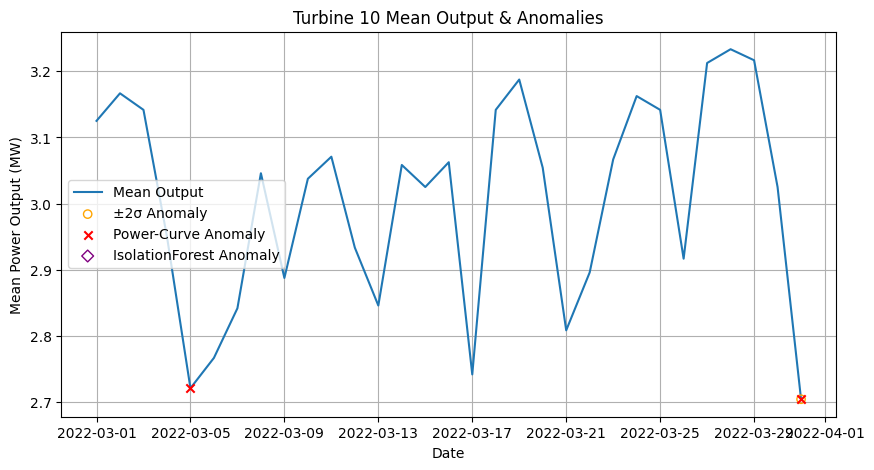 Turbine 10 Mean Output & Anomalies
Mean Power Output (MW)
3.2
3.1
3.0
2.9
2.8
2.7
Mean Output
±2σ Anomaly
Power-Curve Anomaly
IsolationForest Anomaly
2022-03-01 2022-03-05 2022-03-09 2022-03-13 2022-03-17 2022-03-21 2022-03-25 2022-03-29 2022-04-01
Date